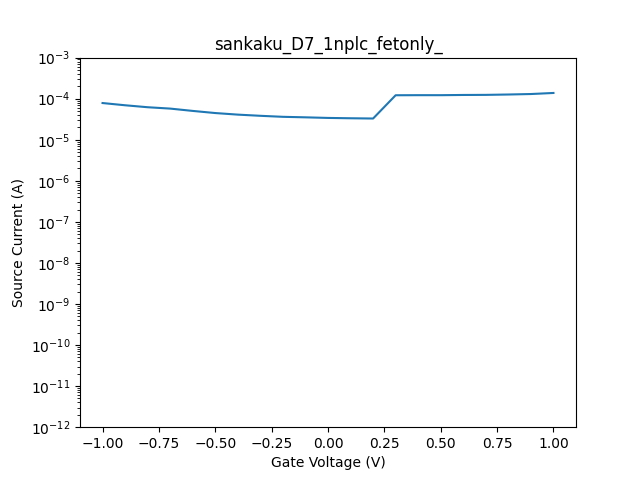 sankaku_D7_1nplc_fetonly_
Source Current (A)
10⁻³
10⁻⁴
10⁻⁵
10⁻⁶
10⁻⁷
10⁻⁸
10⁻⁹
10⁻¹⁰
10⁻¹¹
10⁻¹²
−1.00 −0.75 −0.50 −0.25 0.00 0.25 0.50 0.75 1.00
Gate Voltage (V)